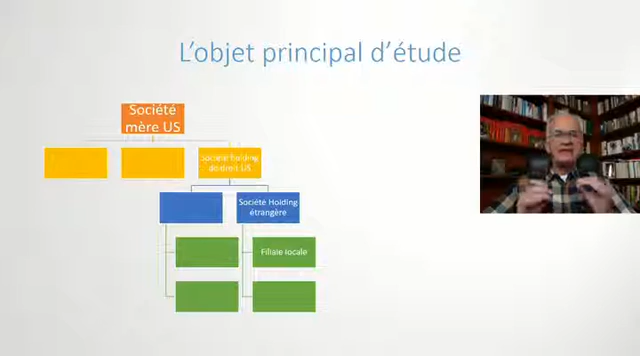 L'objet principal d'étude
Société
mère US
Société holding
de droit US
Société Holding
étrangère
Filiale locale